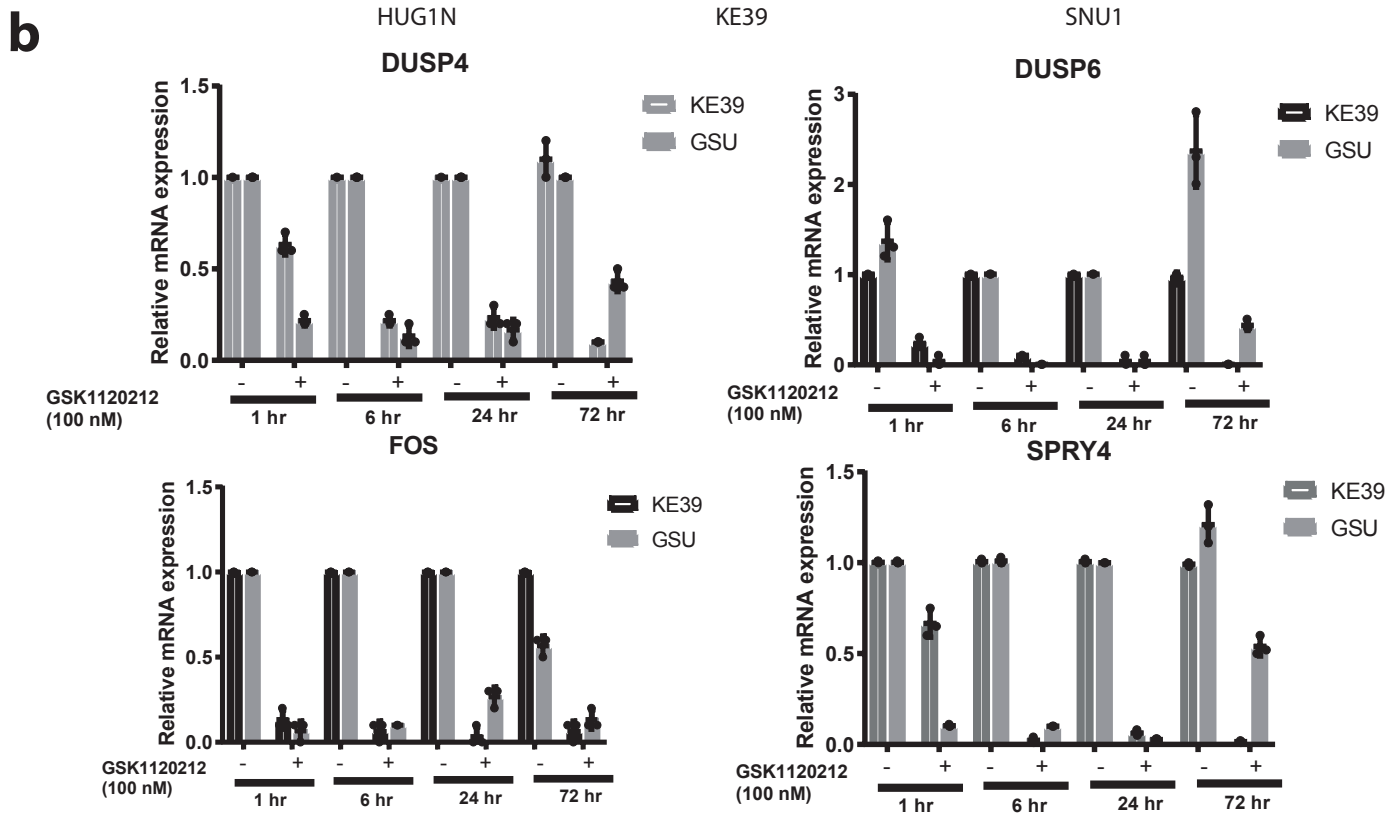 HUG1N KE39 SNU1
b
DUSP4
Relative mRNA expression
1.5
1.0
0.5
0.0
KE39
GSU
- + - + - + - +
GSK1120212
(100 nM)
1 hr 6 hr 24 hr 72 hr
DUSP6
Relative mRNA expression
3
2
1
0
KE39
GSU
- + - + - + - +
GSK1120212
(100 nM)
1 hr 6 hr 24 hr 72 hr
FOS
Relative mRNA expression
1.5
1.0
0.5
0.0
KE39
GSU
- + - + - + - +
GSK1120212
(100 nM)
1 hr 6 hr 24 hr 72 hr
SPRY4
Relative mRNA expression
1.5
1.0
0.5
0.0
KE39
GSU
- + - + - + - +
GSK1120212
(100 nM)
1 hr 6 hr 24 hr 72 hr